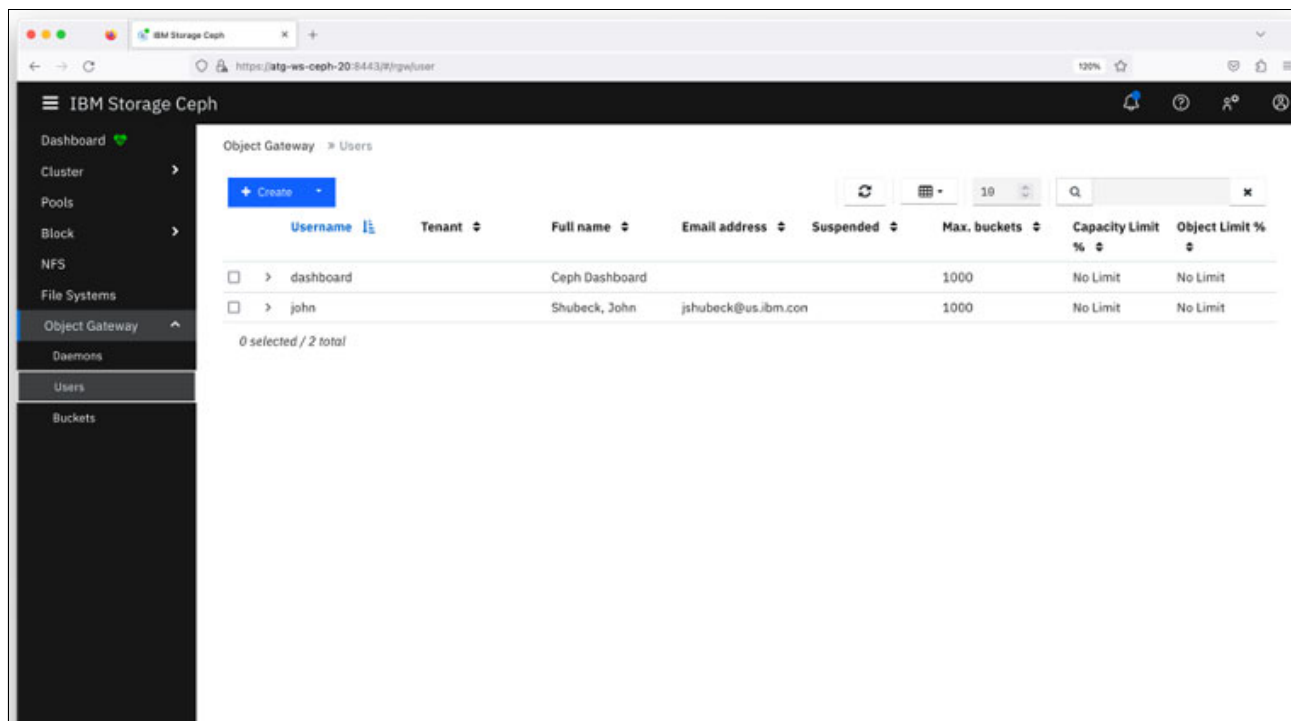 IBM Storage Ceph
https://atg-ws-ceph-20:8443/#/rgw/user 120%
IBM Storage Ceph
Dashboard
Cluster
Pools
Block
NFS
File Systems
Object Gateway
Daemons
Users
Buckets
Object Gateway » Users
+ Create
10
Username Tenant Full name Email address Suspended Max. buckets Capacity Limit % Object Limit %
dashboard Ceph Dashboard 1000 No Limit No Limit
john Shubeck, John jshubeck@us.ibm.con 1000 No Limit No Limit
0 selected / 2 total